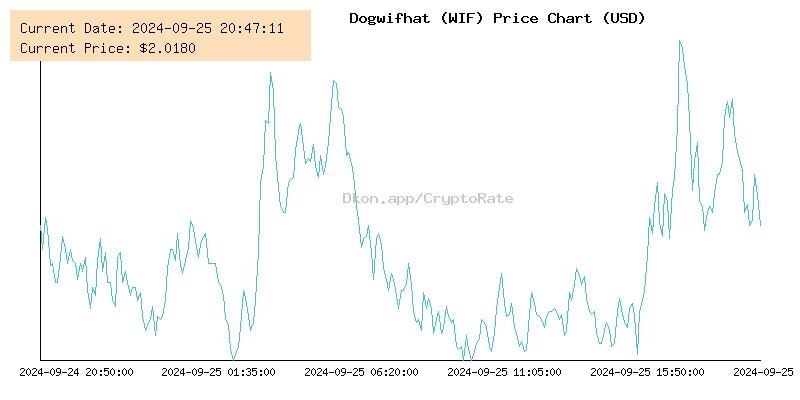 Dogwifhat (WIF) Price Chart (USD)
Current Date: 2024-09-25 20:47:11
Current Price: $2.0180
Dkon.app/CryptoRate
2024-09-24 20:50:00 2024-09-25 01:35:00 2024-09-25 06:20:00 2024-09-25 11:05:00 2024-09-25 15:50:00 2024-09-25